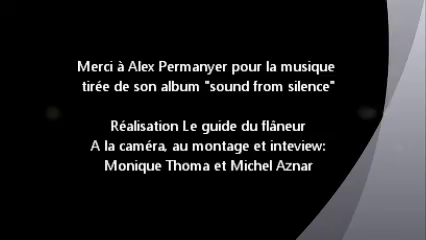 Merci à Alex Permanyer pour la musique
tirée de son album "sound from silence"
Réalisation Le guide du flâneur
A la caméra, au montage et inteview:
Monique Thoma et Michel Aznar